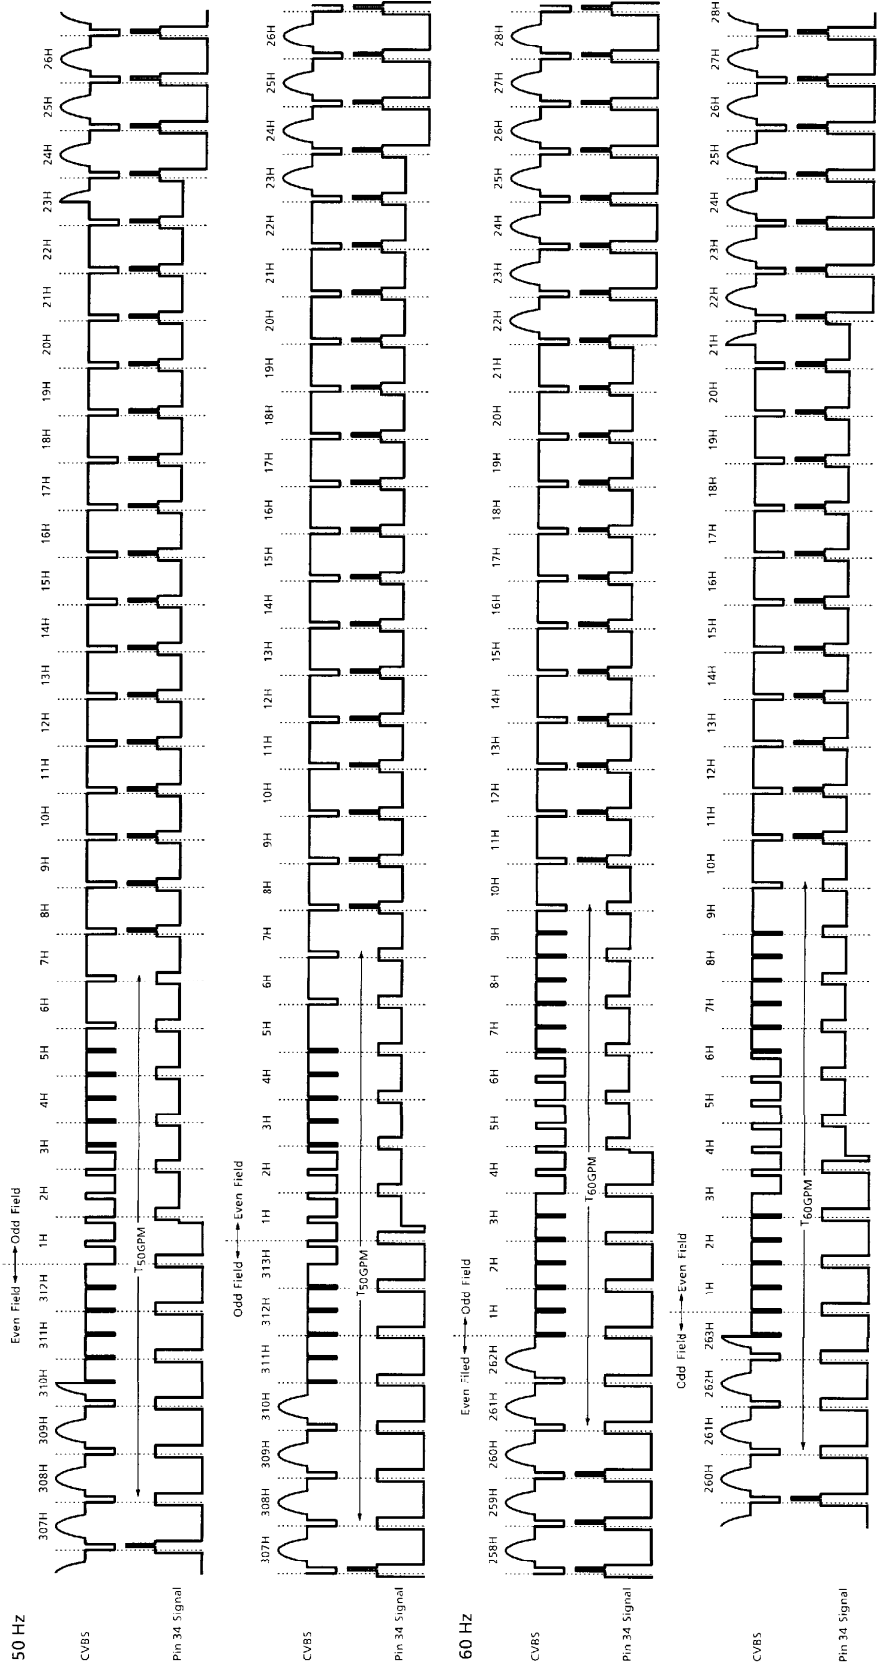 50 Hz
Even Field Odd Field
307H 308H 309H 310H 311H 312H 1H 2H 3H 4H 5H 6H 7H 8H 9H 10H 11H 12H 13H 14H 15H 16H 17H 18H 19H 20H 21H 22H 23H 24H 25H 26H
CVBS
T50GPM
Pin 34 Signal
Odd Field Even Field
307H 308H 309H 310H 311H 312H 313H 1H 2H 3H 4H 5H 6H 7H 8H 9H 10H 11H 12H 13H 14H 15H 16H 17H 18H 19H 20H 21H 22H 23H 24H 25H 26H
CVBS
T50GPM
Pin 34 Signal
60 Hz
Even Filled Odd Field
258H 259H 260H 261H 262H 1H 2H 3H 4H 5H 6H 7H 8H 9H 10H 11H 12H 13H 14H 15H 16H 17H 18H 19H 20H 21H 22H 23H 24H 25H 26H 27H 28H
CVBS
T60GPM
Pin 34 Signal
Odd Field Even Field
260H 261H 262H 263H 1H 2H 3H 4H 5H 6H 7H 8H 9H 10H 11H 12H 13H 14H 15H 16H 17H 18H 19H 20H 21H 22H 23H 24H 25H 26H 27H 28H
CVBS
T60GPM
Pin 34 Signal